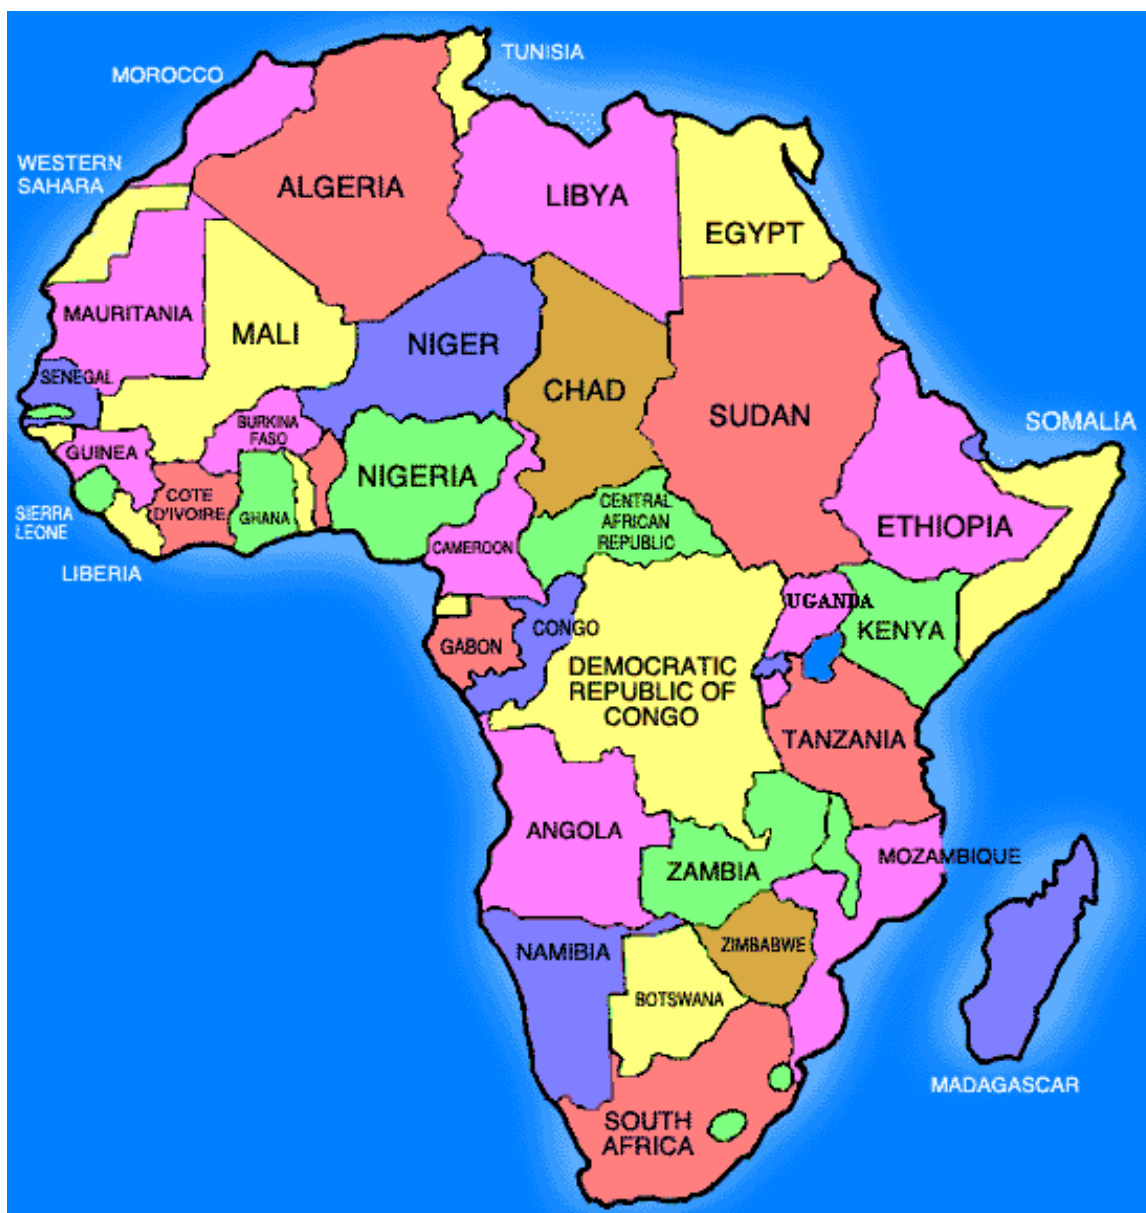 TUNISIA
MOROCCO
WESTERN
SAHARA
ALGERIA
LIBYA
EGYPT
MAURITANIA
MALI
NIGER
CHAD
SUDAN
SENEGAL
BURKINA
FASO
SOMALIA
GUINEA
NIGERIA
COTE
D'IVOIRE
GHANA
CENTRAL
AFRICAN
REPUBLIC
ETHIOPIA
SIERRA
LEONE
LIBERIA
CAMEROON
UGANDA
KENYA
GABON
CONGO
DEMOCRATIC
REPUBLIC OF
CONGO
TANZANIA
ANGOLA
ZAMBIA
MOZAMBIQUE
NAMIBIA
ZIMBABWE
BOTSWANA
MADAGASCAR
SOUTH
AFRICA